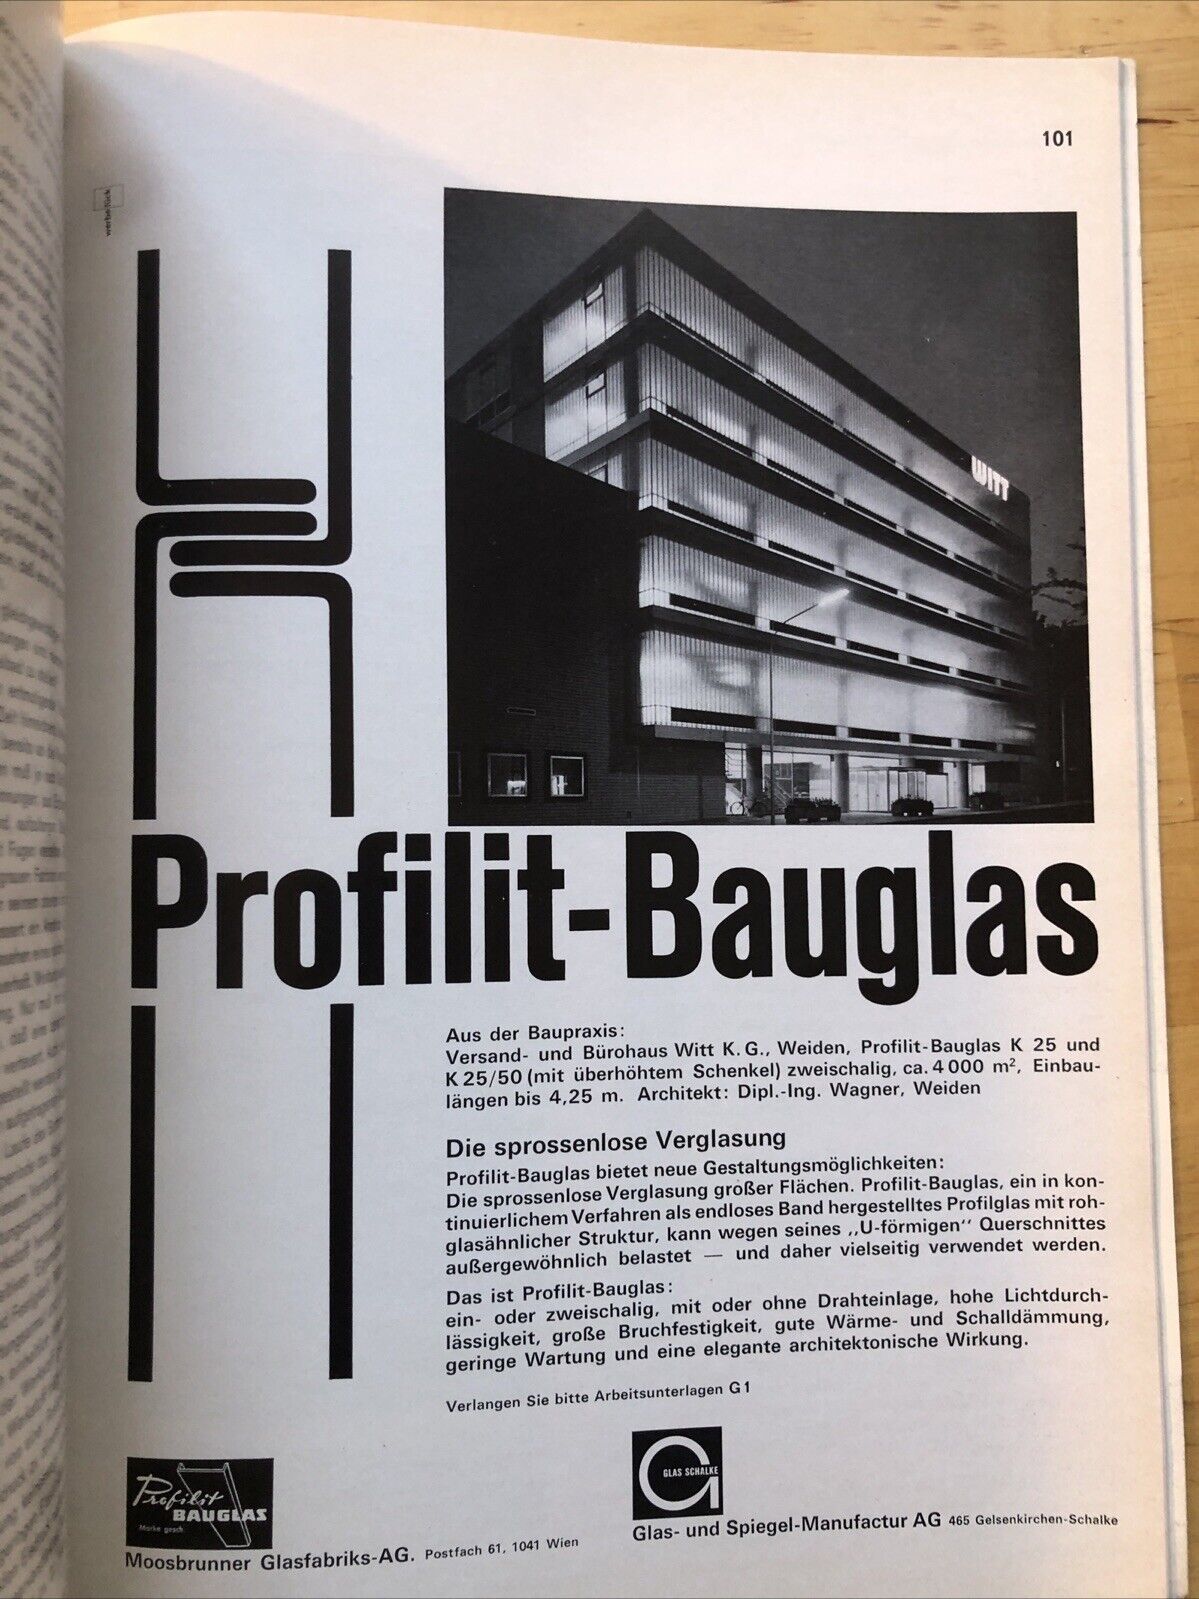 101
werbe fück
WITT
Profilit-Bauglas
Aus der Baupraxis:
Versand- und Bürohaus Witt K.G., Weiden, Profilit-Bauglas K 25 und
K 25/50 (mit überhöhtem Schenkel) zweischalig, ca. 4 000 m², Einbau-
längen bis 4,25 m. Architekt: Dipl.-Ing. Wagner, Weiden
Die sprossenlose Verglasung
Profilit-Bauglas bietet neue Gestaltungsmöglichkeiten:
Die sprossenlose Verglasung großer Flächen. Profilit-Bauglas, ein in kon-
tinuierlichem Verfahren als endloses Band hergestelltes Profilglas mit roh-
glasähnlicher Struktur, kann wegen seines „U-förmigen" Querschnittes
außergewöhnlich belastet — und daher vielseitig verwendet werden.
Das ist Profilit-Bauglas:
ein- oder zweischalig, mit oder ohne Drahteinlage, hohe Lichtdurch-
lässigkeit, große Bruchfestigkeit, gute Wärme- und Schalldämmung,
geringe Wartung und eine elegante architektonische Wirkung.
Verlangen Sie bitte Arbeitsunterlagen G 1
Profilit
BAUGLAS
Marke gesch.
Moosbrunner Glasfabriks-AG. Postfach 61, 1041 Wien
GLAS SCHALKE
Glas- und Spiegel-Manufactur AG 465 Gelsenkirchen-Schalke